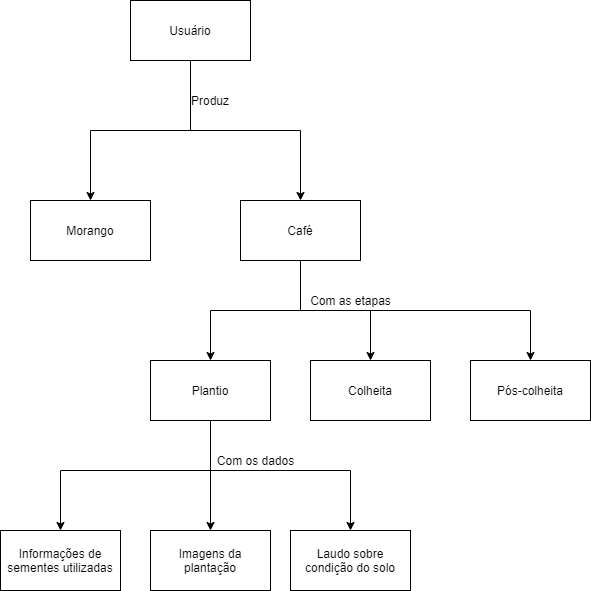 Usuário
Produz
Morango
Café
Com as etapas
Plantio
Colheita
Pós-colheita
Com os dados
Informações de
sementes utilizadas
Imagens da
plantação
Laudo sobre
condição do solo